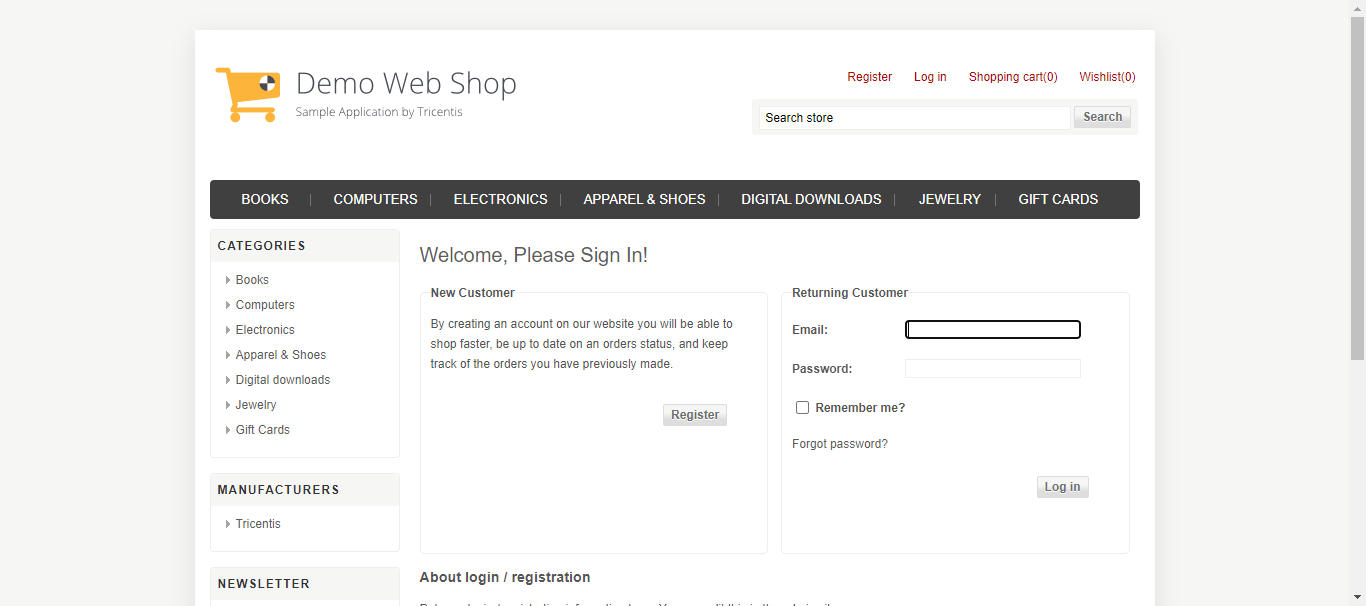 Demo Web Shop
Sample Application by Tricentis
Register
Log in
Shopping cart(0)
Wishlist(0)
Search store
Search
BOOKS
COMPUTERS
ELECTRONICS
APPAREL & SHOES
DIGITAL DOWNLOADS
JEWELRY
GIFT CARDS
CATEGORIES
Books
Computers
Electronics
Apparel & Shoes
Digital downloads
Jewelry
Gift Cards
MANUFACTURERS
Tricentis
NEWSLETTER
Welcome, Please Sign In!
New Customer
By creating an account on our website you will be able to
shop faster, be up to date on an orders status, and keep
track of the orders you have previously made.
Register
Returning Customer
Email:
Password:
Remember me?
Forgot password?
Log in
About login / registration